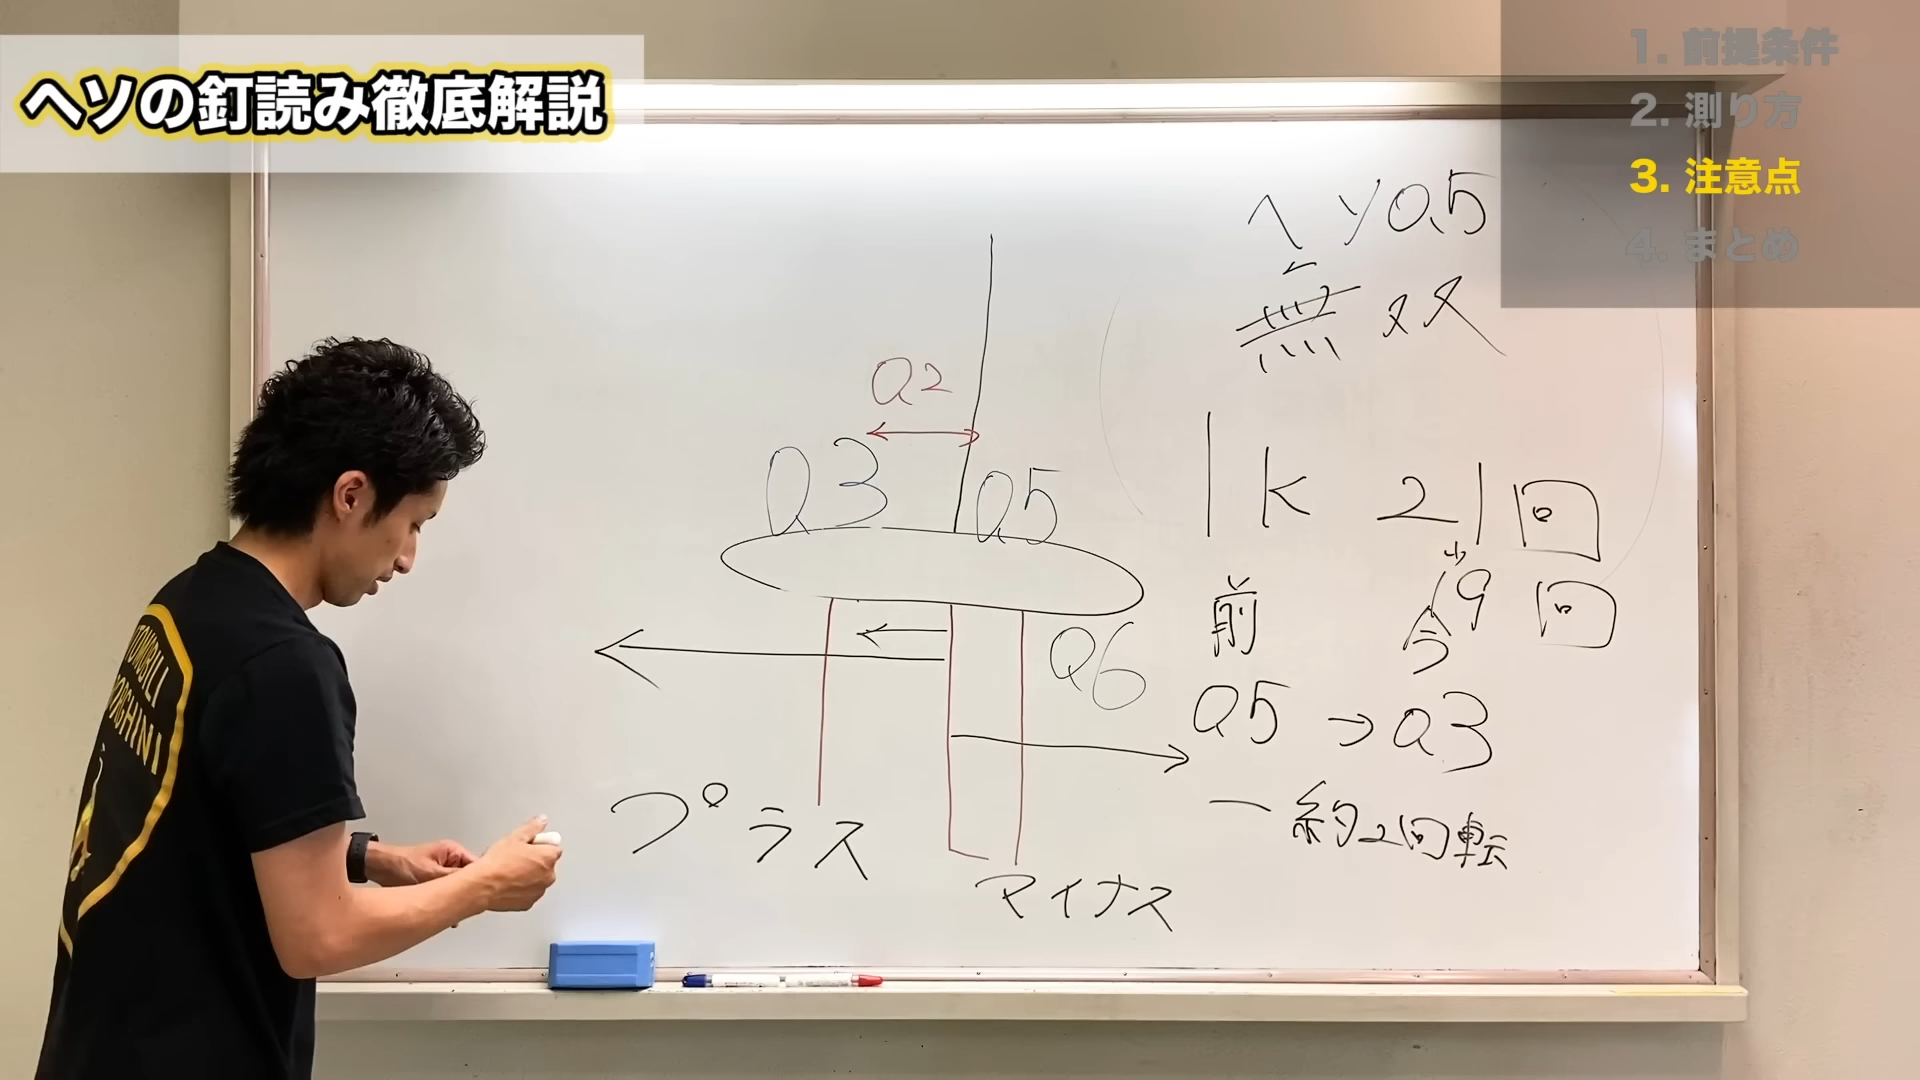 ヘソの釘読み徹底解説
1. 前提条件
2. 測り方
3. 注意点
4. まとめ
ヘソ0.5
無双
1k 21回
19回
前 今
0.5→0.3
ー約2回転
0.2
0.3 0.5
0.6
プラス
マイナス